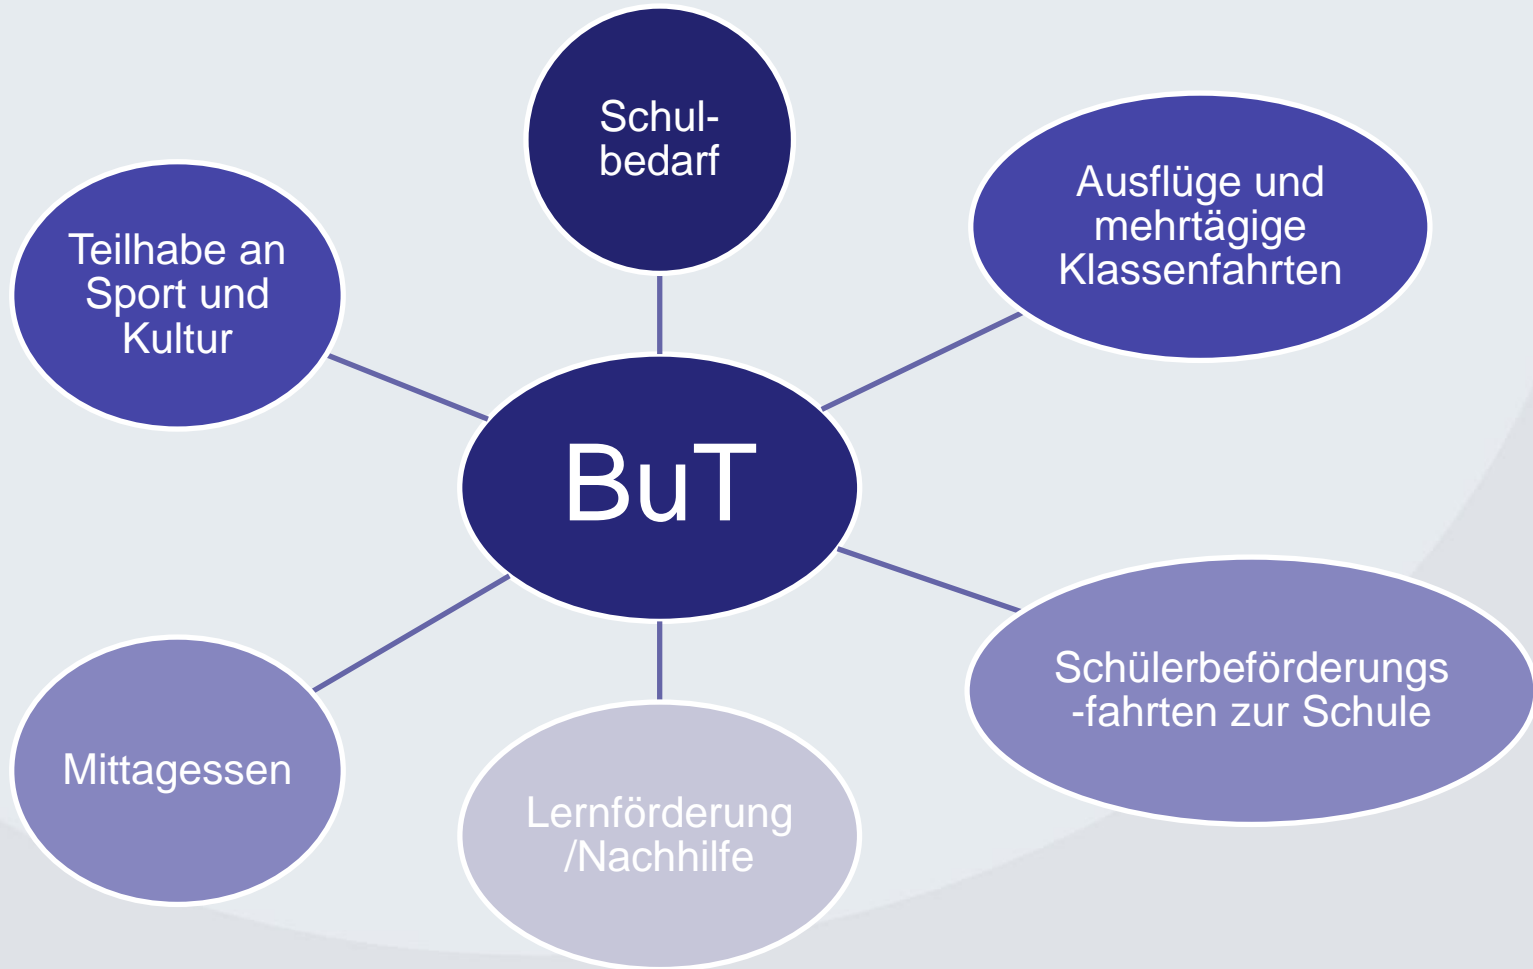 Schul-
bedarf
Ausflüge und
mehrtägige
Klassenfahrten
Teilhabe an
Sport und
Kultur
BuT
Schülerbeförderungs
-fahrten zur Schule
Mittagessen
Lernförderung
/Nachhilfe